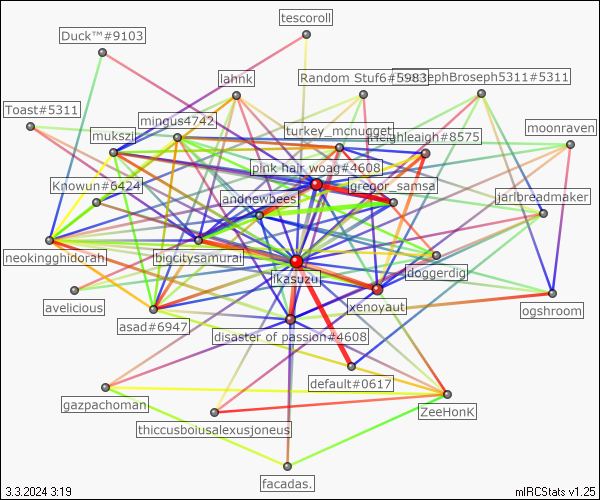 tescoroll
Duck™#9103
lahnk
Random Stuf6#5983
sephBroseph5311#5311
Toast#5311
mingus4742
turkey_mcnugget
#8575
moonraven
mukszi
pink hair woag#4608
Knowun#6424
gregor_samsa
andnewbees
jarlbreadmaker
neokingghidorah
bigcitysamurai
doggerdig
ikasuzu
avelicious
xenoyaut
ogshroom
asad#6947
disaster of passion#4608
default#0617
gazpachoman
ZeeHonK
thiccusboiusalexusjoneus
facadas.
3.3.2024 3:19
mIRCStats v1.25